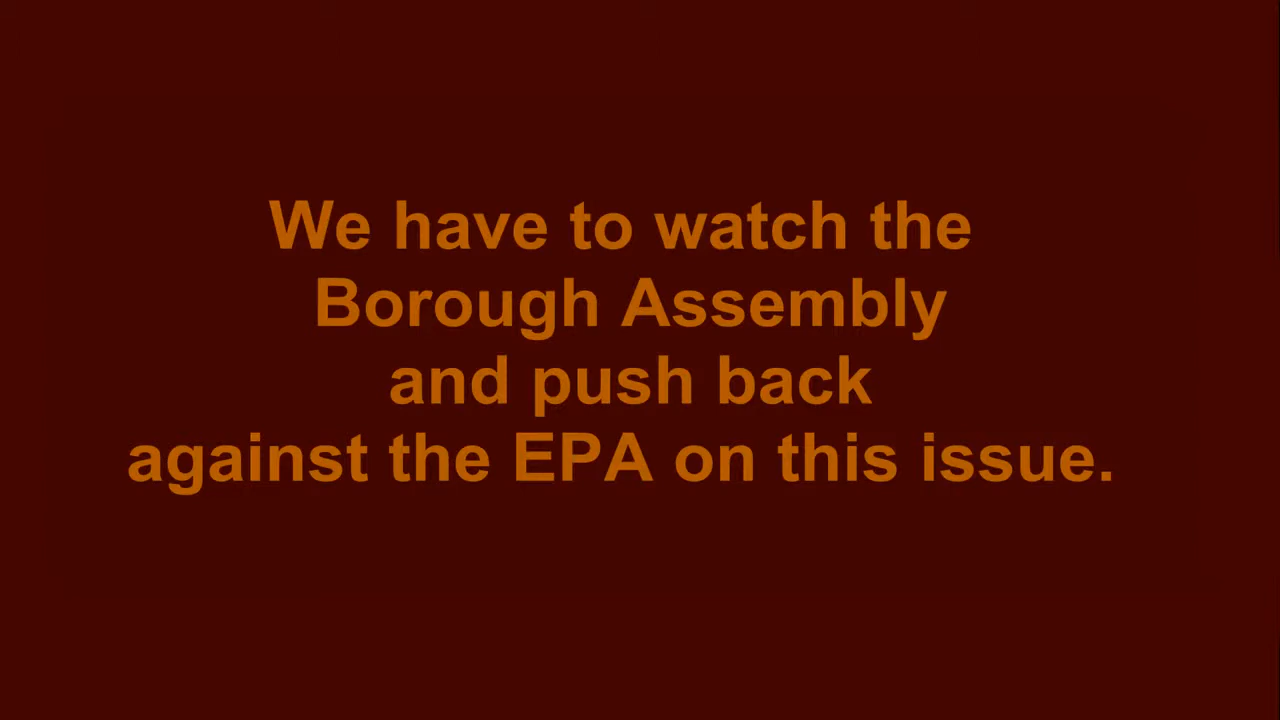 We have to watch the
Borough Assembly
and push back
against the EPA on this issue.